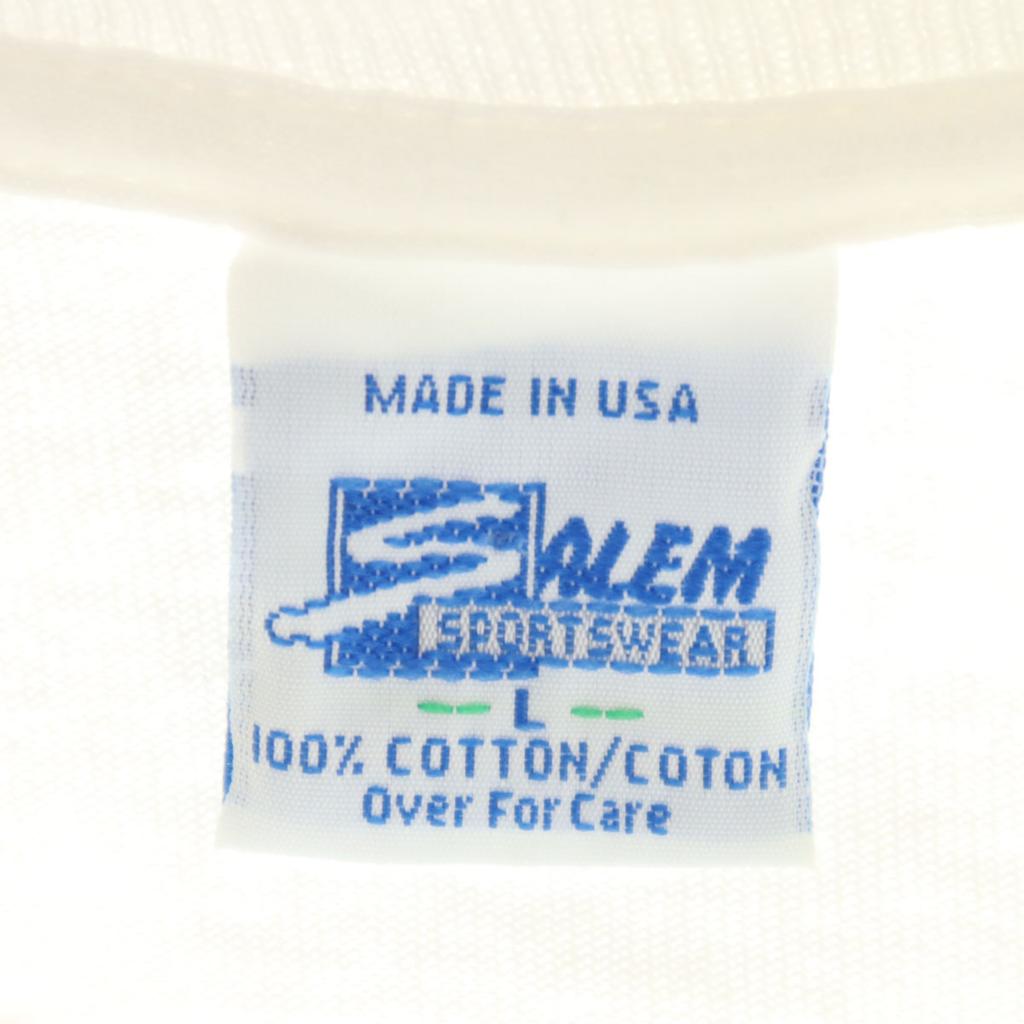 MADE IN USA
SALEM
SPORTSWEAR
L
100% COTTON/COTON
Over For Care